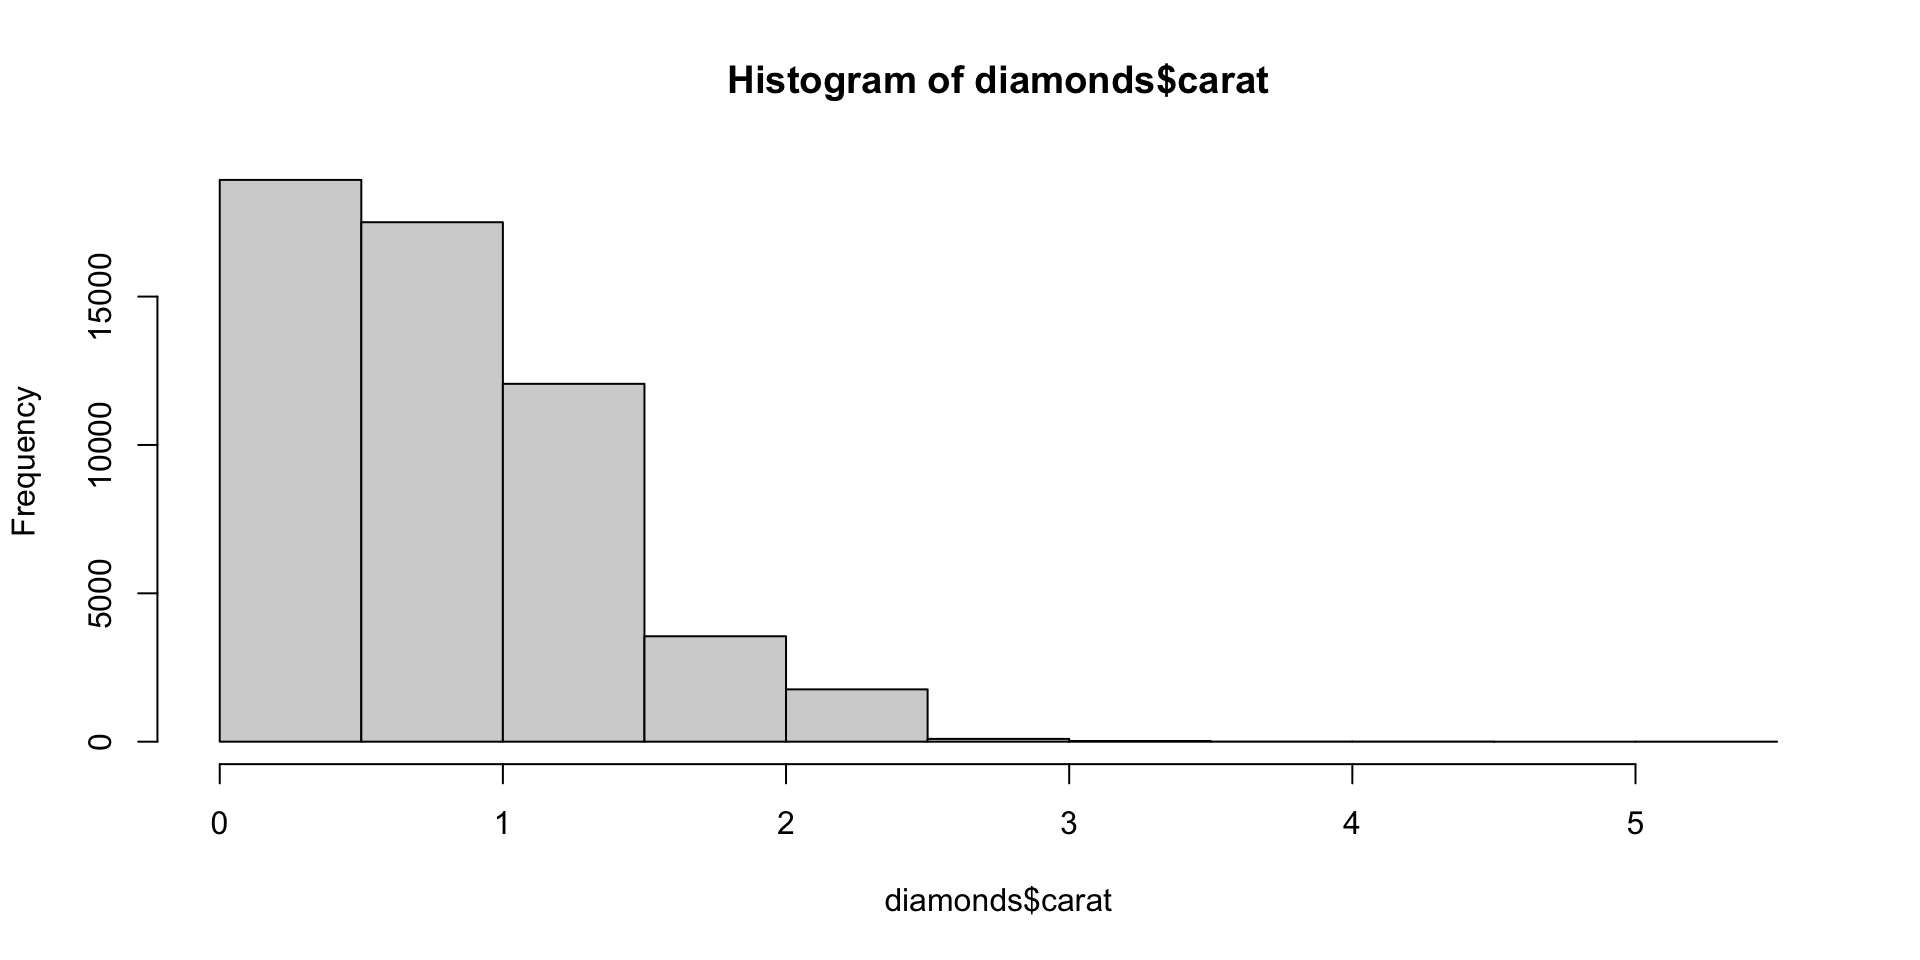 Histogram of diamonds$carat
Frequency
15000
10000
5000
0
0 1 2 3 4 5
diamonds$carat